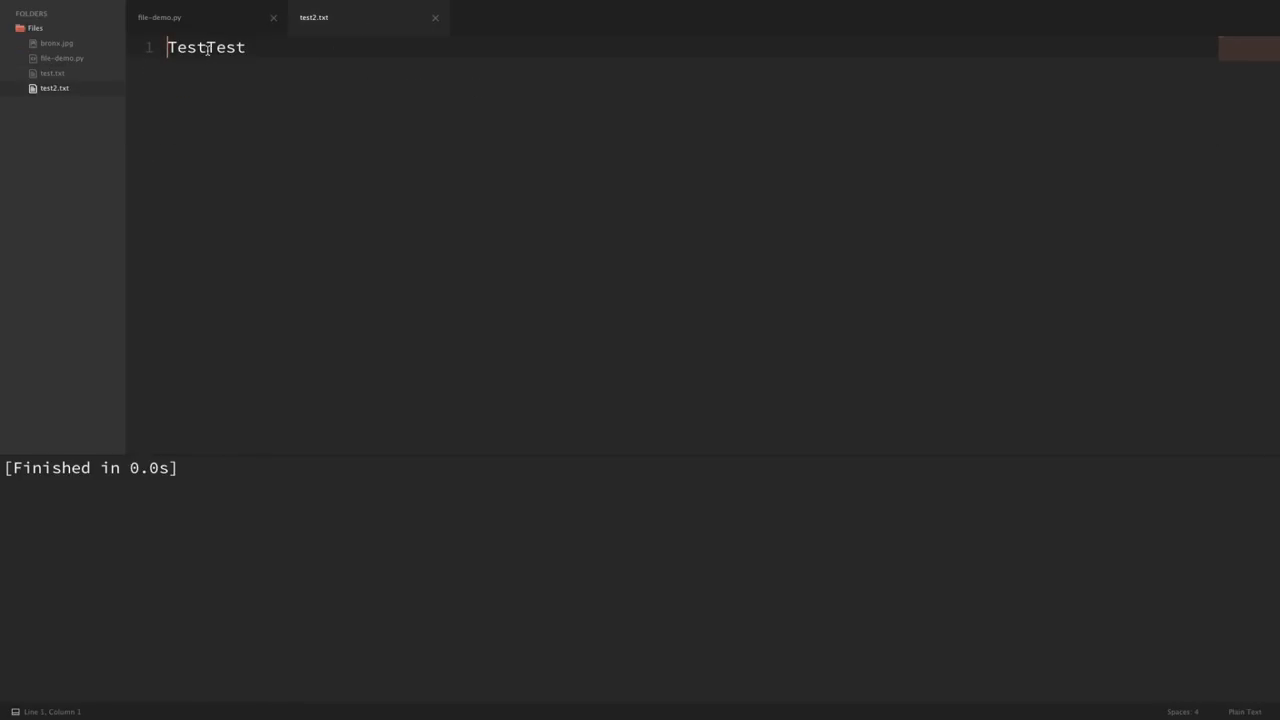 FOLDERS
Files
bronx.jpg
file-demo.py
test.txt
test2.txt
file-demo.py
test2.txt
1 TestTest
[Finished in 0.0s]
Line 1, Column 1
Spaces: 4
Plain Text